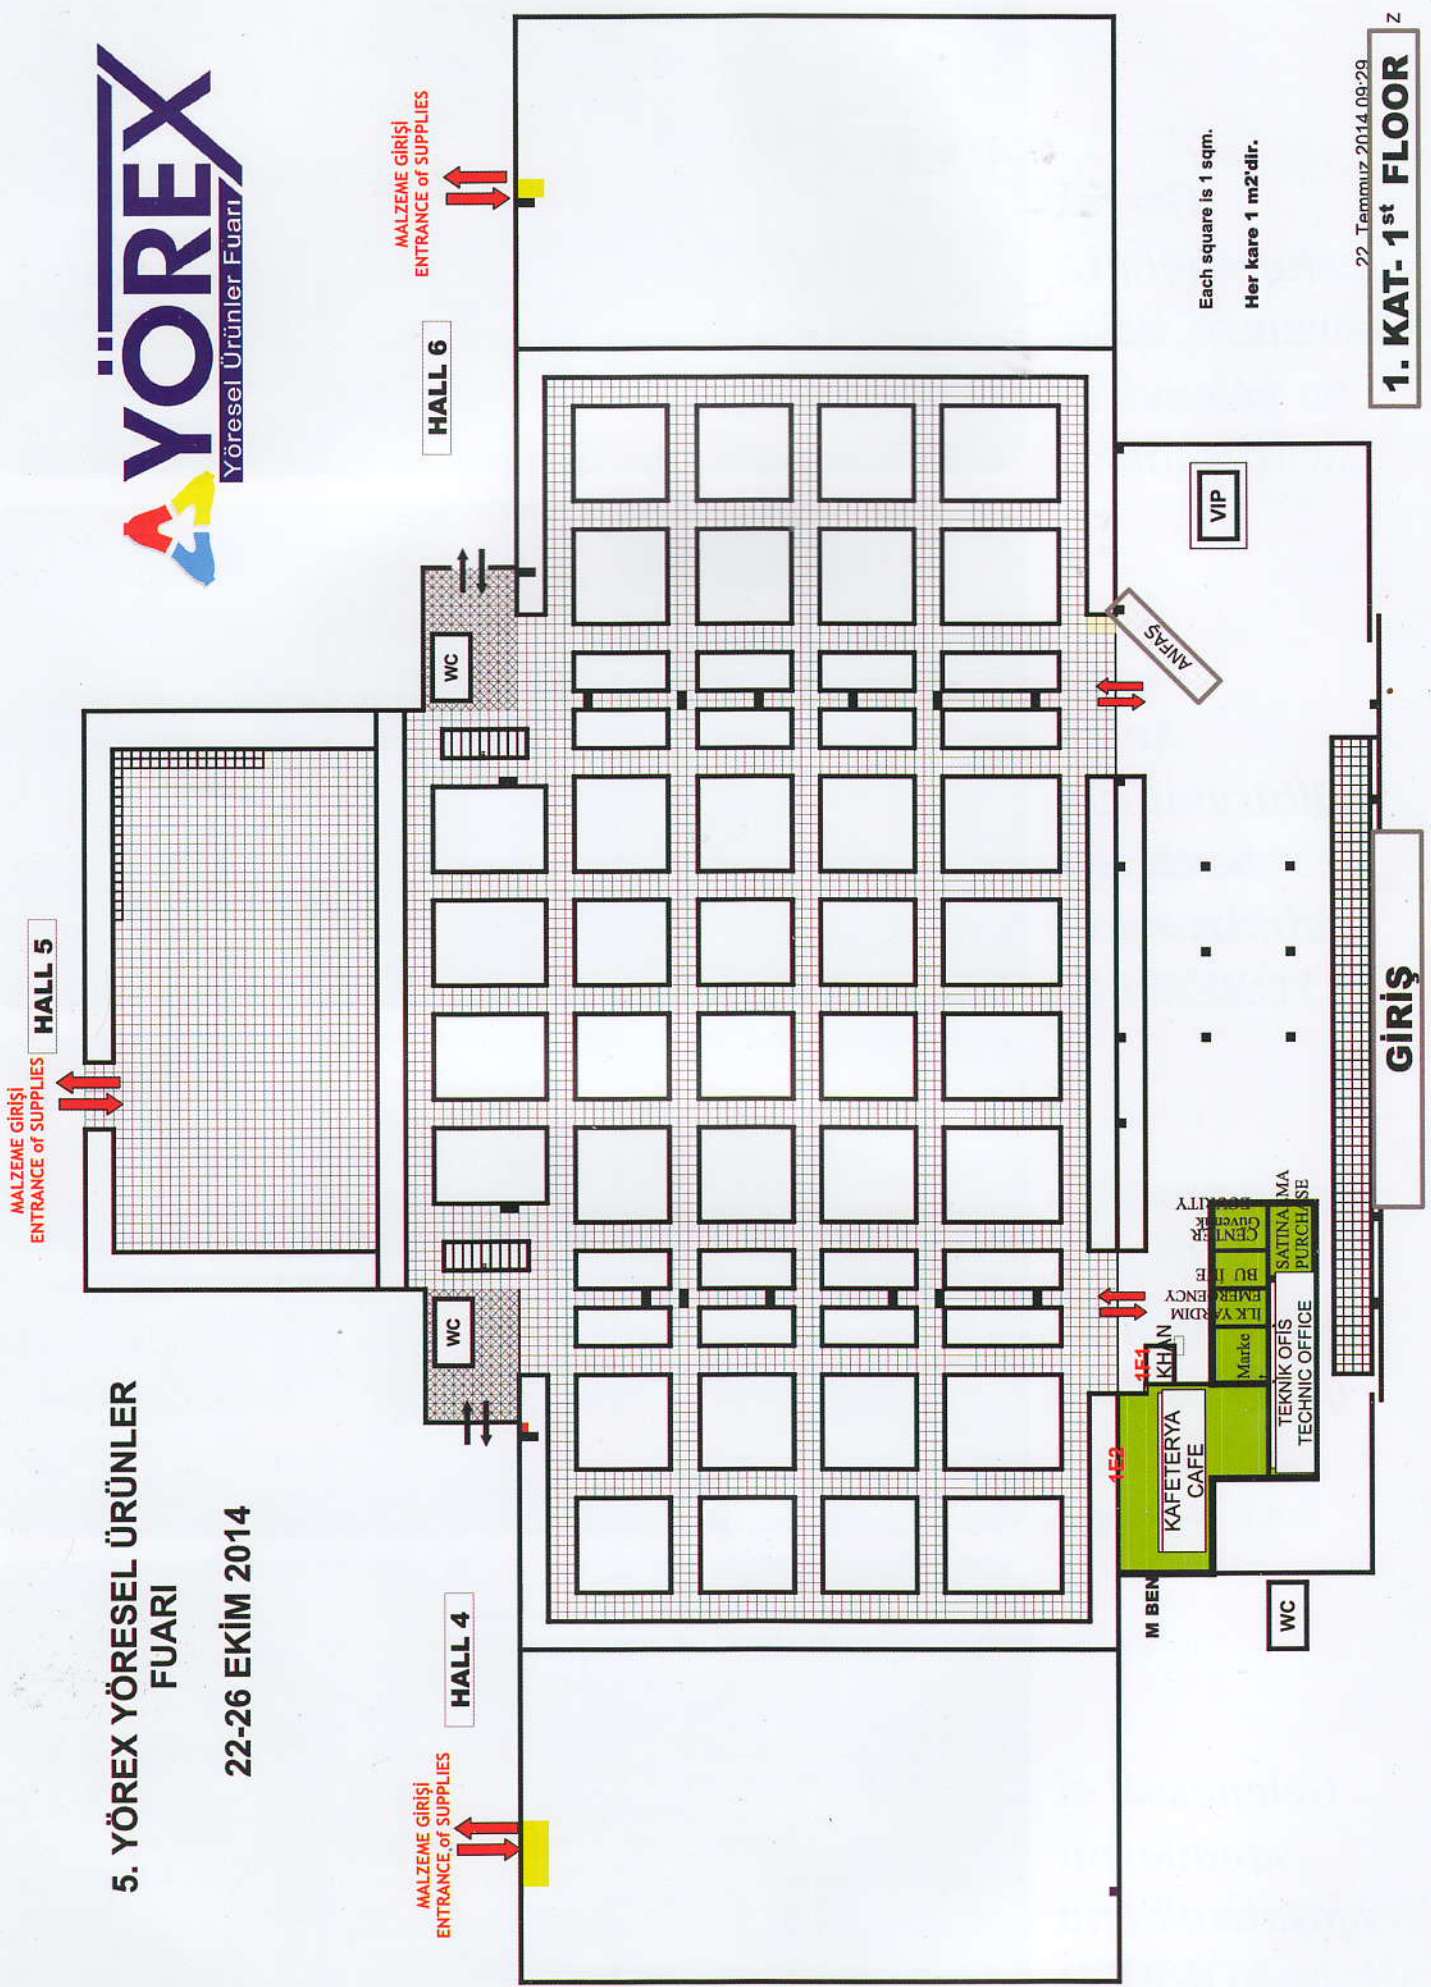 5. YÖREX YÖRESEL ÜRÜNLER
FUARI
22-26 EKİM 2014
YÖREX
Yöresel Ürünler Fuarı
MALZEME GİRİŞİ
ENTRANCE of SUPPLIES
HALL 5
MALZEME GİRİŞİ
ENTRANCE of SUPPLIES
HALL 4
MALZEME GİRİŞİ
ENTRANCE of SUPPLIES
HALL 6
WC
WC
1E2
1F1
KHAN
KAFETERYA
CAFE
M BEN
WC
Marke
İLK YARDIM
EMERGENCY
CENTER
Güvenlik
TEKNİK OFİS
TECHNIC OFFICE
SATINALMA
PURCHASE
ANFAŞ
VIP
GİRİŞ
Each square is 1 sqm.
Her kare 1 m2'dir.
22 Temmuz 2014 09:29
1. KAT- 1st FLOOR
Z